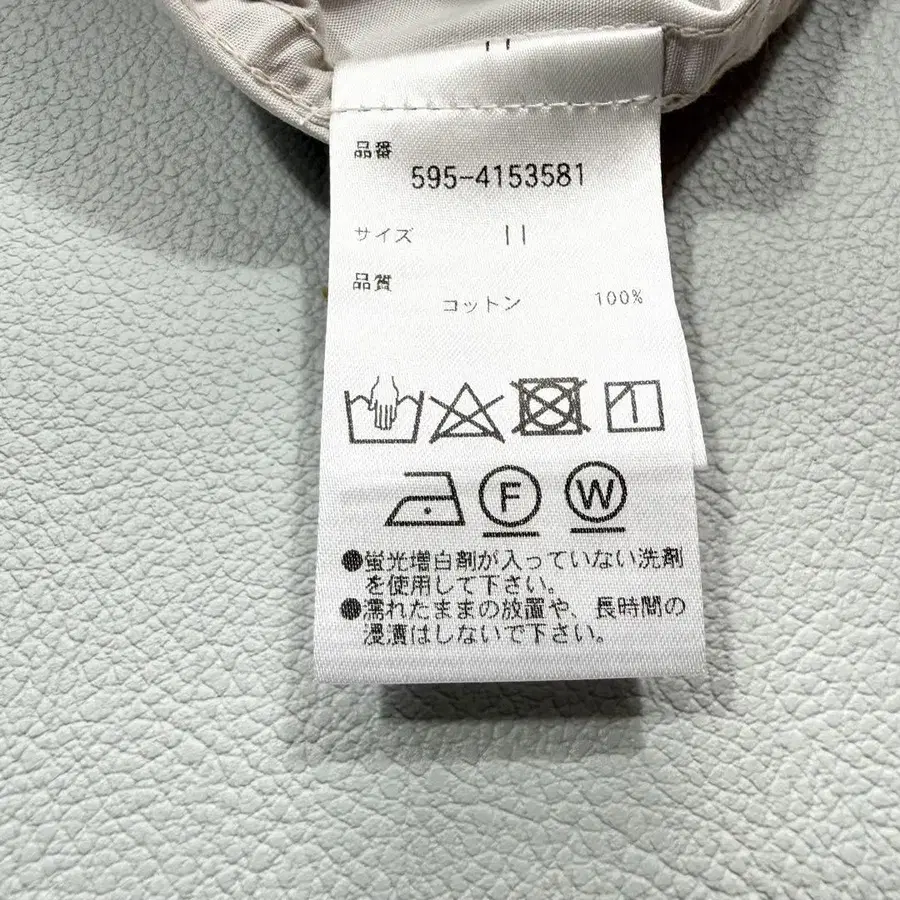 品番
595-4153581
サイズ 11
品質
コットン 100%
F W
●蛍光増白剤が入っていない洗剤
を使用して下さい。
●濡れたままの放置や、長時間の
浸漬はしないで下さい。